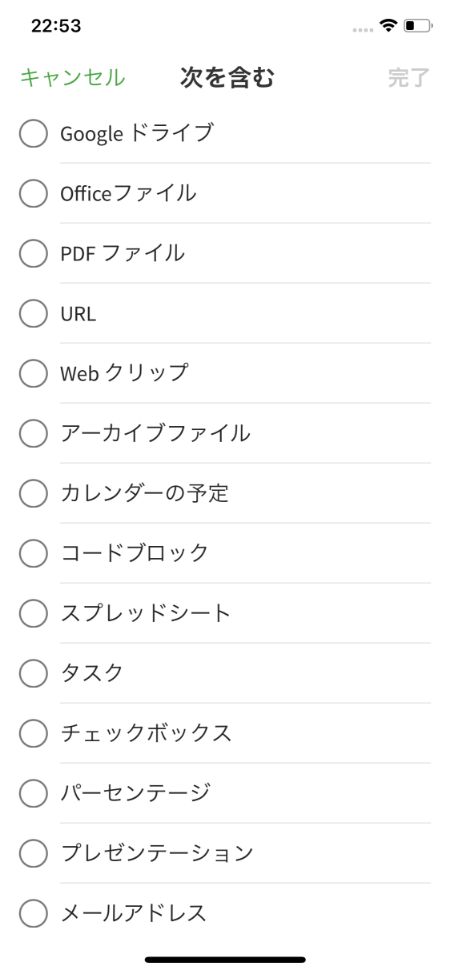 22:53
キャンセル 次を含む 完了
Google ドライブ
Officeファイル
PDF ファイル
URL
Web クリップ
アーカイブファイル
カレンダーの予定
コードブロック
スプレッドシート
タスク
チェックボックス
パーセンテージ
プレゼンテーション
メールアドレス